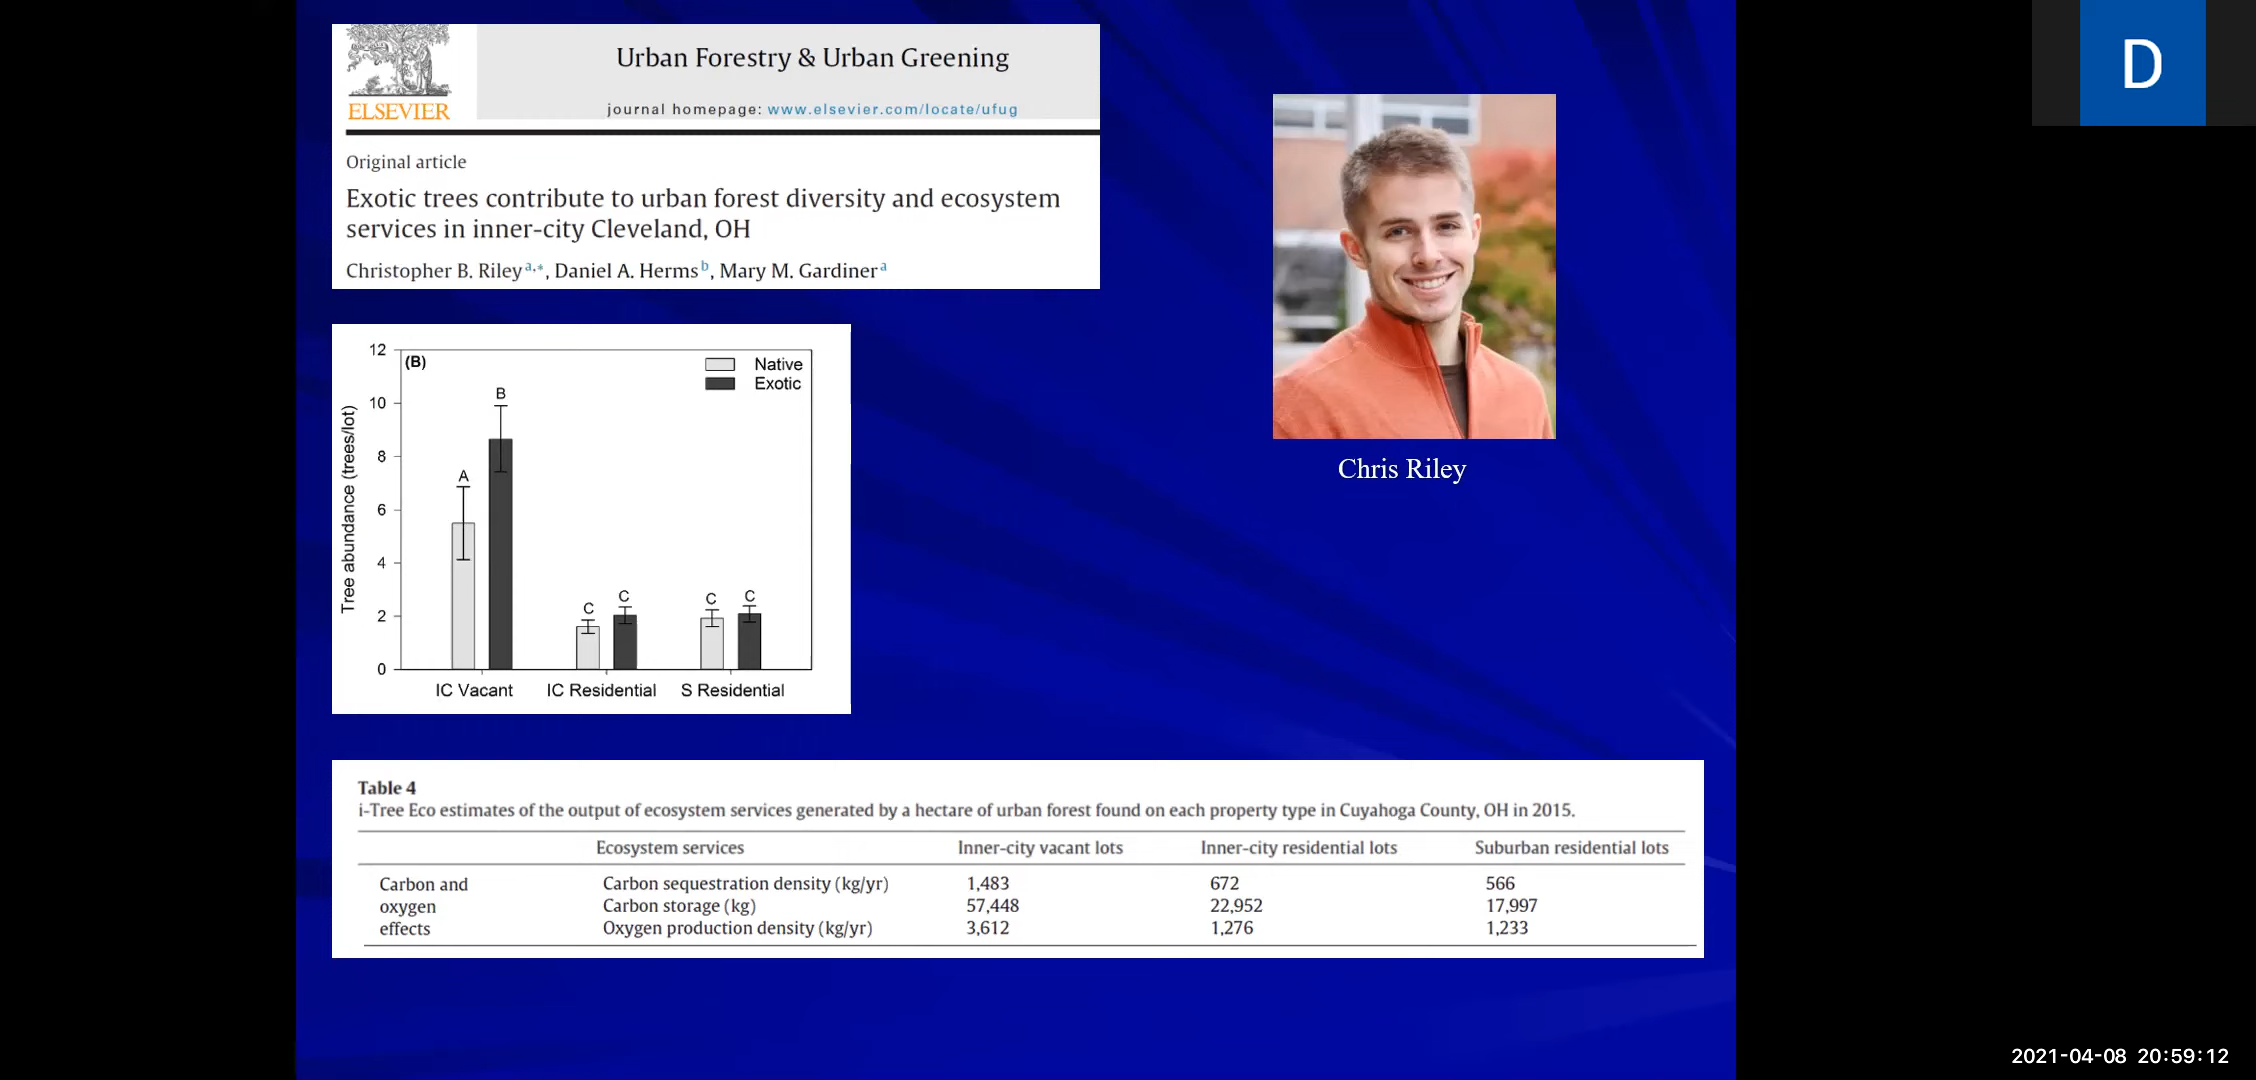 ELSEVIER
Urban Forestry & Urban Greening
journal homepage: www.elsevier.com/locate/ufug
Original article
Exotic trees contribute to urban forest diversity and ecosystem
services in inner-city Cleveland, OH
Christopher B. Riley a,*, Daniel A. Herms b, Mary M. Gardiner a
D
Chris Riley
(B)
Native
Exotic
Tree abundance (trees/lot)
12
10
8
6
4
2
0
A
B
C
C
C
C
IC Vacant
IC Residential
S Residential
Table 4
i-Tree Eco estimates of the output of ecosystem services generated by a hectare of urban forest found on each property type in Cuyahoga County, OH in 2015.
Ecosystem services Inner-city vacant lots Inner-city residential lots Suburban residential lots
Carbon and Carbon sequestration density (kg/yr) 1,483 672 566
oxygen Carbon storage (kg) 57,448 22,952 17,997
effects Oxygen production density (kg/yr) 3,612 1,276 1,233
2021-04-08 20:59:12